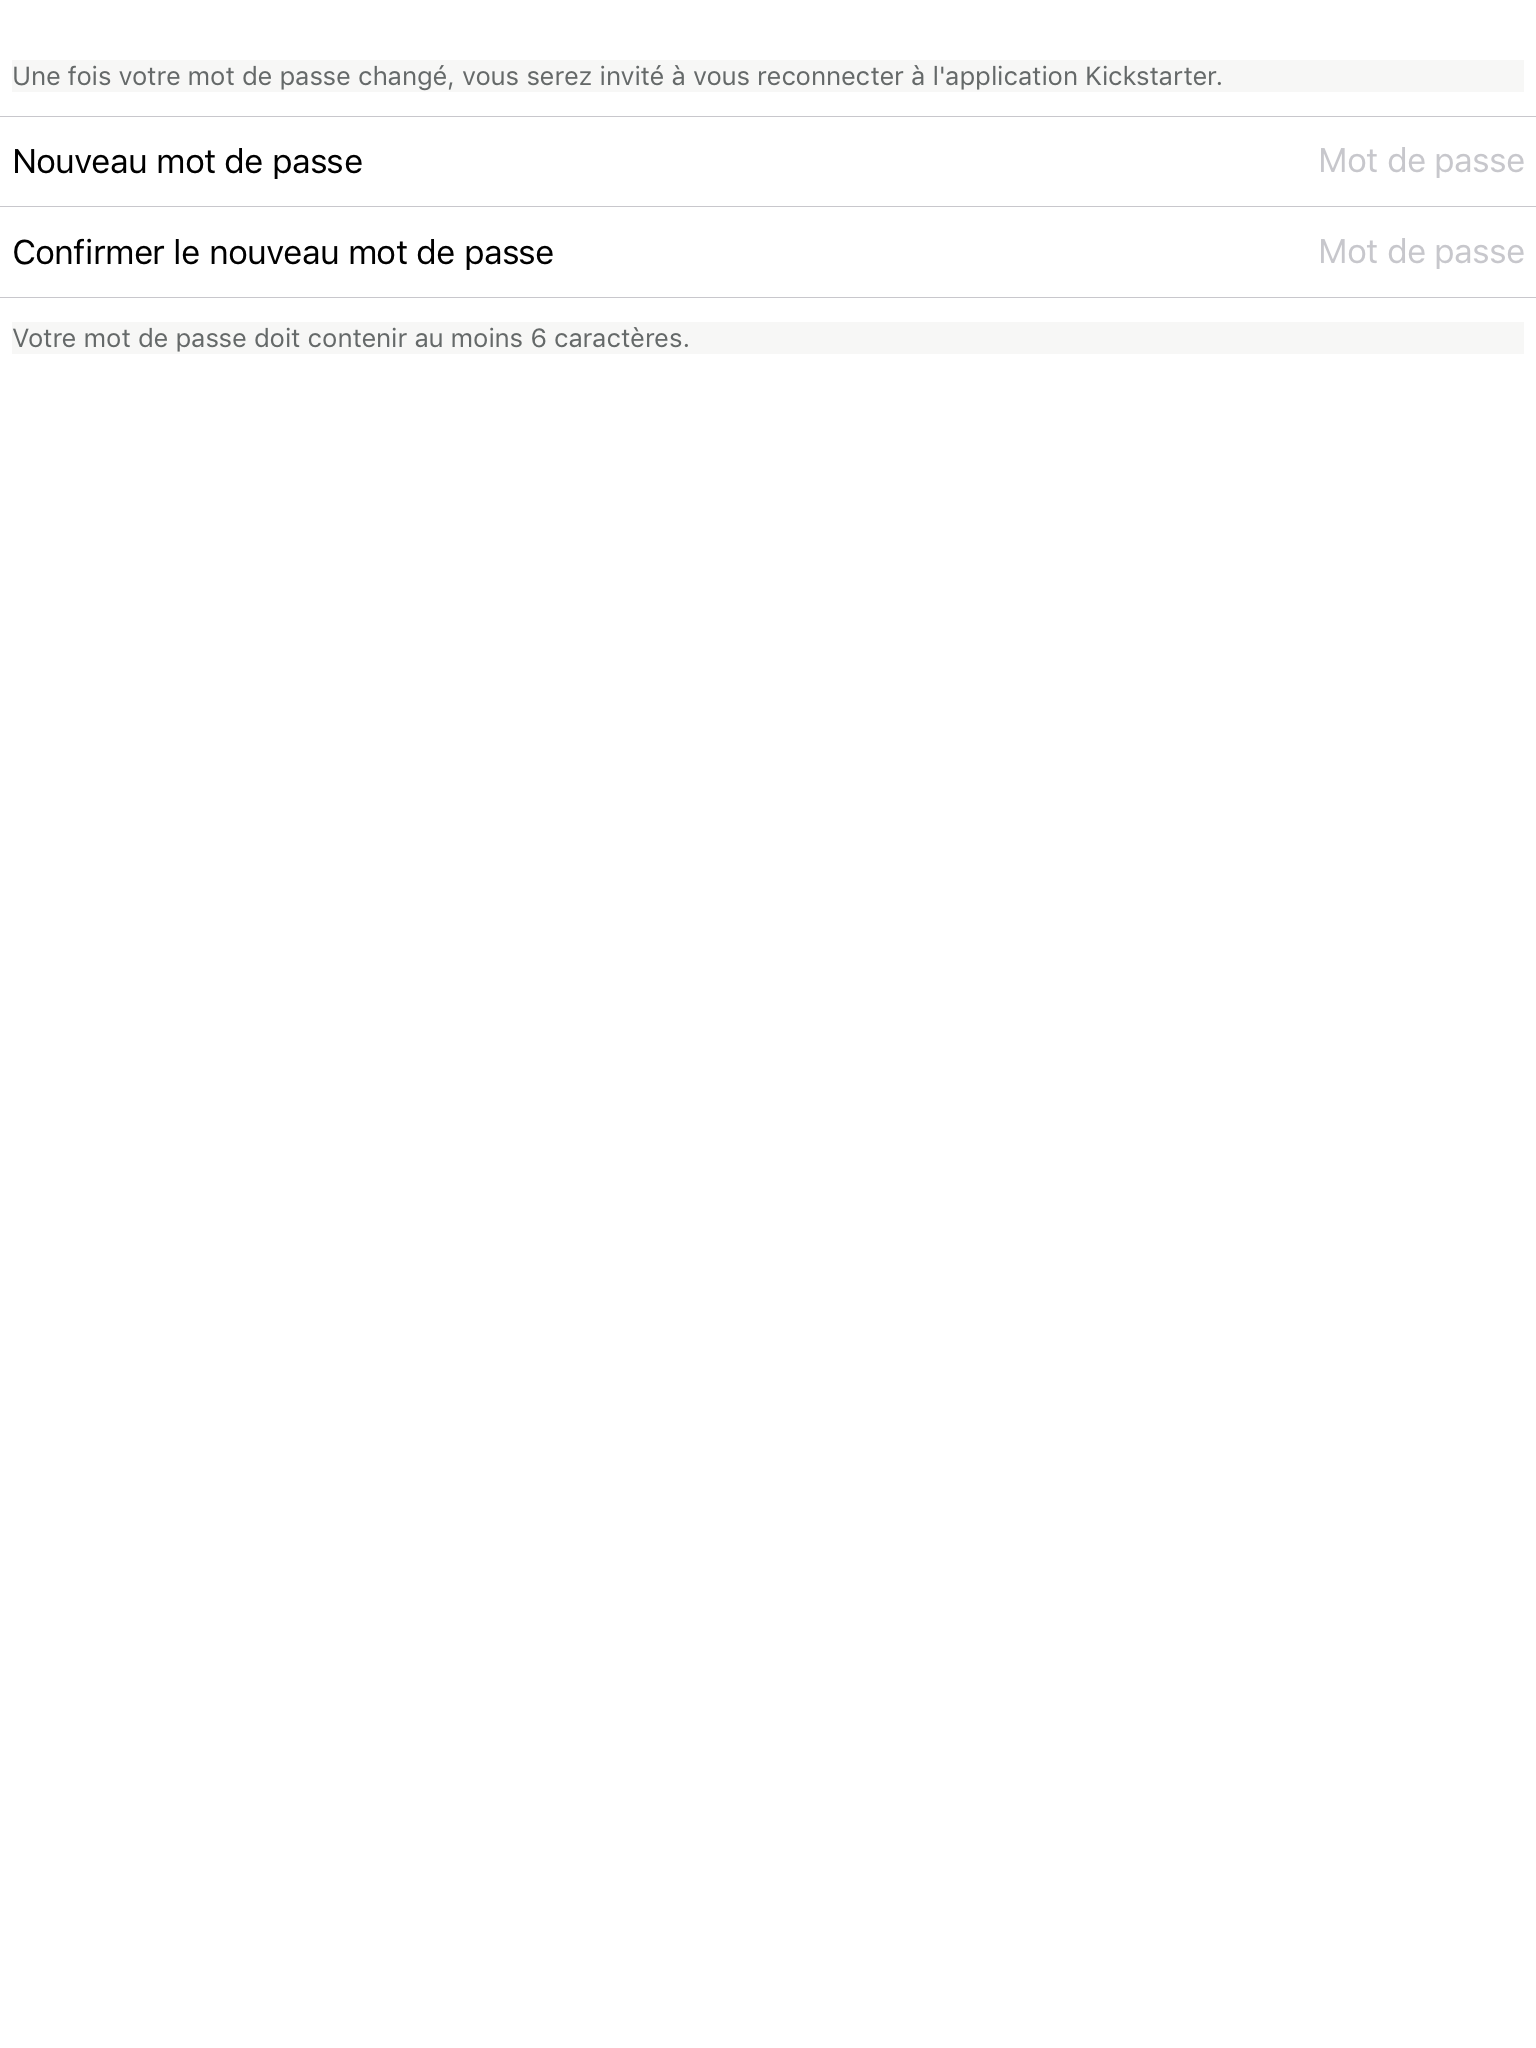 Une fois votre mot de passe changé, vous serez invité à vous reconnecter à l'application Kickstarter.
Nouveau mot de passe Mot de passe
Confirmer le nouveau mot de passe Mot de passe
Votre mot de passe doit contenir au moins 6 caractères.